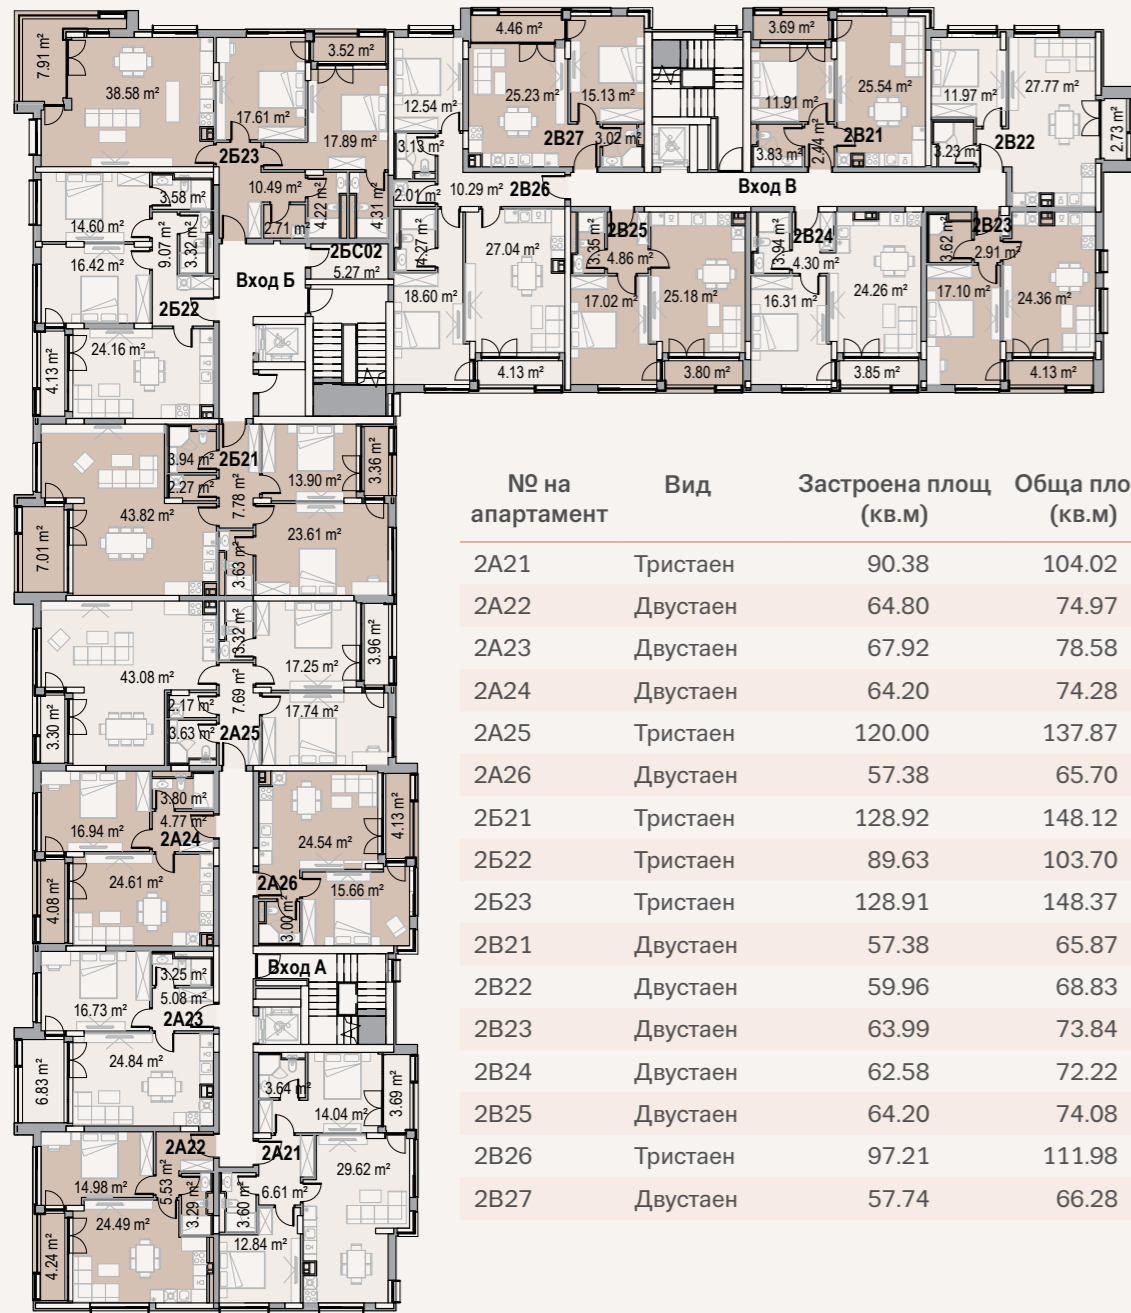 4.46 m²
3.69 m²
7.91 m²
3.52 m²
38.58 m²
17.61 m²
17.89 m²
12.54 m²
25.23 m²
15.13 m²
11.91 m²
25.54 m²
11.97 m²
27.77 m²
2.73 m²
2Б23
3.13 m²
2В27
3.02 m²
3.83 m²
2.44 m²
2В21
3.23 m²
2В22
10.49 m²
2.01 m²
10.29 m²
2В26
Вход В
3.58 m²
14.60 m²
9.07 m²
3.32 m²
2.71 m²
4.22 m²
4.31 m²
4.27 m²
27.04 m²
3.35 m²
2В25
4.86 m²
3.94 m²
2В24
4.30 m²
3.62 m²
2В23
2.91 m²
16.42 m²
Вход Б
2БС02
5.27 m²
2Б22
18.60 m²
17.02 m²
25.18 m²
16.31 m²
24.26 m²
17.10 m²
24.36 m²
4.13 m²
24.16 m²
4.13 m²
3.80 m²
3.85 m²
4.13 m²
3.94 m²
2Б21
2.27 m²
7.78 m²
13.90 m²
3.36 m²
43.82 m²
7.01 m²
3.63 m²
23.61 m²
3.32 m²
43.08 m²
7.69 m²
17.25 m²
3.96 m²
3.30 m²
2.17 m²
3.63 m²
2А25
17.74 m²
3.80 m²
4.77 m²
16.94 m²
2А24
24.54 m²
4.13 m²
24.61 m²
4.08 m²
2А26
3.00 m²
15.66 m²
3.25 m²
Вход А
5.08 m²
16.73 m²
2А23
24.84 m²
6.83 m²
3.64 m²
14.04 m²
3.69 m²
2А22
2А21
14.98 m²
5.53 m²
3.29 m²
3.60 m²
6.61 m²
29.62 m²
24.49 m²
4.24 m²
12.84 m²
№ на апартамент Вид Застроена площ (кв.м) Обща пло (кв.м)
2А21 Тристаен 90.38 104.02
2А22 Двустаен 64.80 74.97
2А23 Двустаен 67.92 78.58
2А24 Двустаен 64.20 74.28
2А25 Тристаен 120.00 137.87
2А26 Двустаен 57.38 65.70
2Б21 Тристаен 128.92 148.12
2Б22 Тристаен 89.63 103.70
2Б23 Тристаен 128.91 148.37
2В21 Двустаен 57.38 65.87
2В22 Двустаен 59.96 68.83
2В23 Двустаен 63.99 73.84
2В24 Двустаен 62.58 72.22
2В25 Двустаен 64.20 74.08
2В26 Тристаен 97.21 111.98
2В27 Двустаен 57.74 66.28